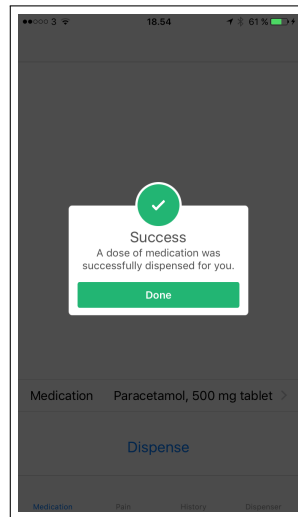 3 18.54 61 %
Success
A dose of medication was
successfully dispensed for you.
Done
Medication Paracetamol, 500 mg tablet
Dispense
Medication Pain History Dispenser